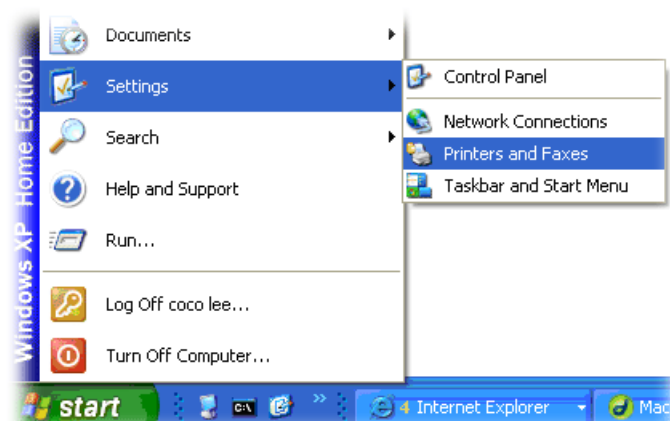 Windows XP Home Edition
Documents
Settings
Search
Help and Support
Run...
Log Off coco lee...
Turn Off Computer...
Control Panel
Network Connections
Printers and Faxes
Taskbar and Start Menu
start
C:\
»
4 Internet Explorer
Mac